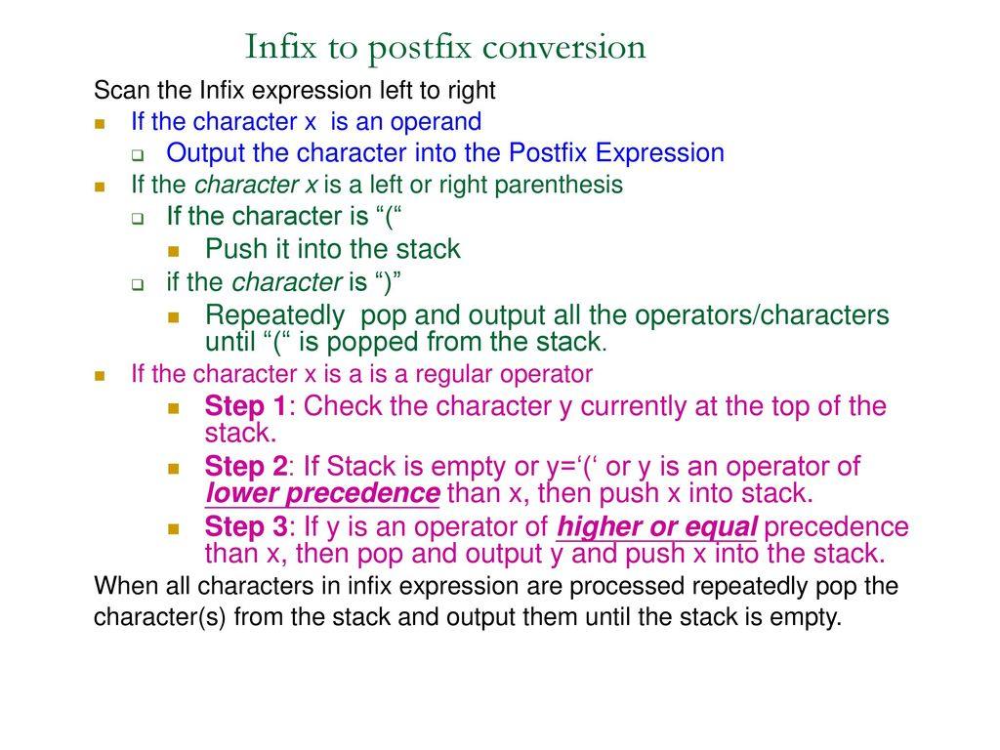 Infix to postfix conversion
Scan the Infix expression left to right
If the character x  is an operand
Output the character into the Postfix Expression
If the character x is a left or right parenthesis
If the character is “(“
Push it into the stack
if the character is “)”
Repeatedly  pop and output all the operators/characters
until “(“ is popped from the stack.
If the character x is a is a regular operator
Step 1: Check the character y currently at the top of the
stack.
Step 2: If Stack is empty or y=‘(‘ or y is an operator of
lower precedence than x, then push x into stack.
Step 3: If y is an operator of higher or equal precedence
than x, then pop and output y and push x into the stack.
When all characters in infix expression are processed repeatedly pop the
character(s) from the stack and output them until the stack is empty.